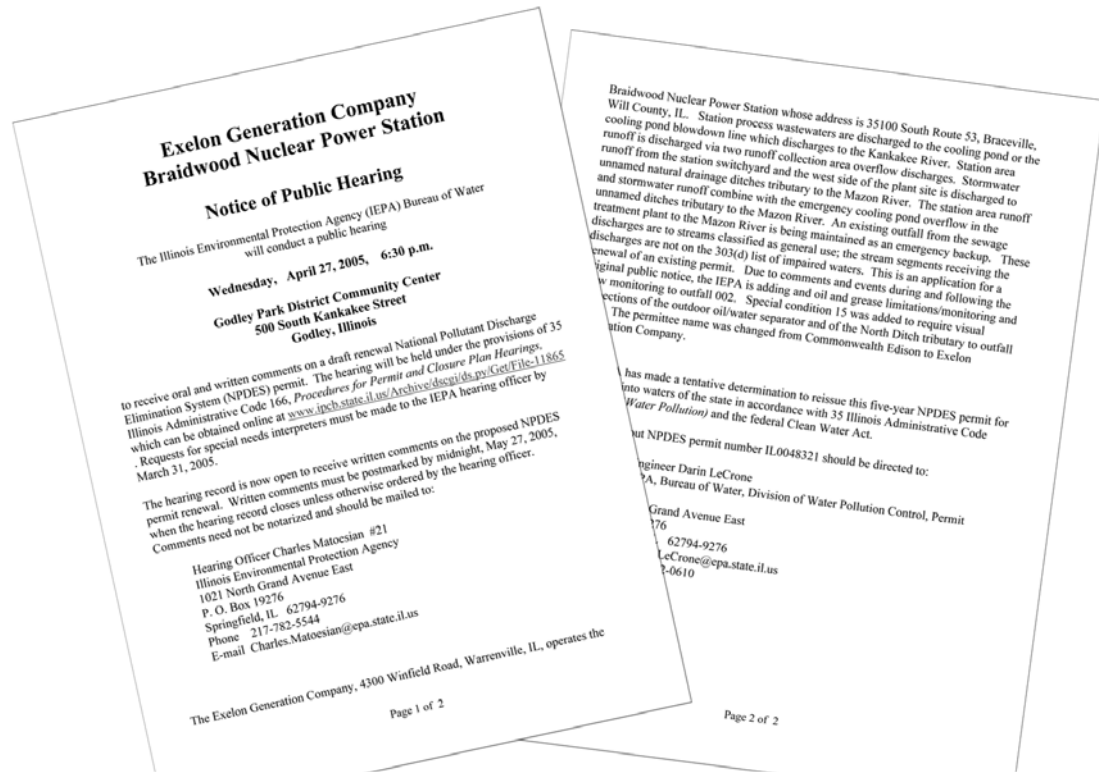 Exelon Generation Company
Braidwood Nuclear Power Station
Notice of Public Hearing
The Illinois Environmental Protection Agency (IEPA) Bureau of Water
will conduct a public hearing
Wednesday, April 27, 2005, 6:30 p.m.
Godley Park District Community Center
500 South Kankakee Street
Godley, Illinois
to receive oral and written comments on a draft renewal National Pollutant Discharge
Elimination System (NPDES) permit. The hearing will be held under the provisions of 35
Illinois Administrative Code 166, Procedures for Permit and Closure Plan Hearings,
which can be obtained online at www.ipcb.state.il.us/Archive/dscgi/ds.py/Get/File-11865
. Requests for special needs interpreters must be made to the IEPA hearing officer by
March 31, 2005.
The hearing record is now open to receive written comments on the proposed NPDES
permit renewal. Written comments must be postmarked by midnight, May 27, 2005,
when the hearing record closes unless otherwise ordered by the hearing officer.
Comments need not be notarized and should be mailed to:
Hearing Officer Charles Matoesian #21
Illinois Environmental Protection Agency
1021 North Grand Avenue East
P. O. Box 19276
Springfield, IL 62794-9276
Phone 217-782-5544
E-mail Charles.Matoesian@epa.state.il.us
The Exelon Generation Company, 4300 Winfield Road, Warrenville, IL, operates the
Page 1 of 2
Braidwood Nuclear Power Station whose address is 35100 South Route 53, Braceville,
Will County, IL. Station process wastewaters are discharged to the cooling pond or the
cooling pond blowdown line which discharges to the Kankakee River. Station area
runoff is discharged via two runoff collection area overflow discharges. Stormwater
runoff from the station switchyard and the west side of the plant site is discharged to
unnamed natural drainage ditches tributary to the Mazon River. The station area runoff
and stormwater runoff combine with the emergency cooling pond overflow in the
unnamed ditches tributary to the Mazon River. An existing outfall from the sewage
treatment plant to the Mazon River is being maintained as an emergency backup. These
discharges are to streams classified as general use; the stream segments receiving the
discharges are not on the 303(d) list of impaired waters. This is an application for a
enewal of an existing permit. Due to comments and events during and following the
iginal public notice, the IEPA is adding and oil and grease limitations/monitoring and
w monitoring to outfall 002. Special condition 15 was added to require visual
ections of the outdoor oil/water separator and of the North Ditch tributary to outfall
The permittee name was changed from Commonwealth Edison to Exelon
ation Company.
has made a tentative determination to reissue this five-year NPDES permit for
into waters of the state in accordance with 35 Illinois Administrative Code
Water Pollution) and the federal Clean Water Act.
out NPDES permit number IL0048321 should be directed to:
ngineer Darin LeCrone
PA, Bureau of Water, Division of Water Pollution Control, Permit
Grand Avenue East
276
62794-9276
LeCrone@epa.state.il.us
2-0610
Page 2 of 2